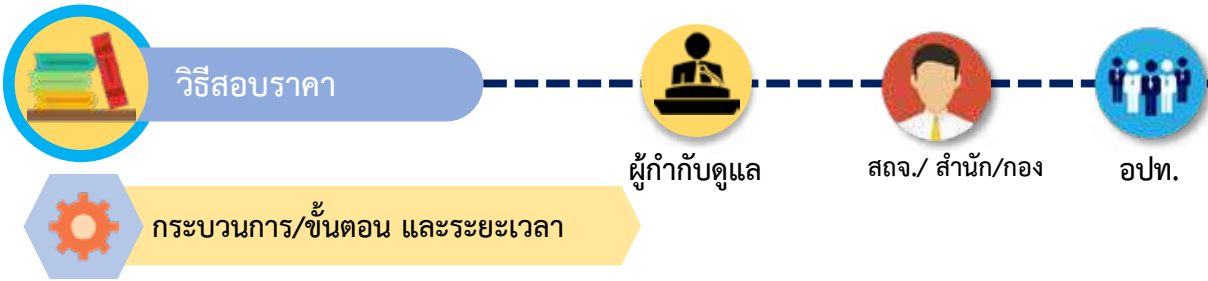 วิธีสอบราคา
ผู้กำกับดูแล
สถจ./ สำนัก/กอง
อปท.
กระบวนการ/ขั้นตอน และระยะเวลา